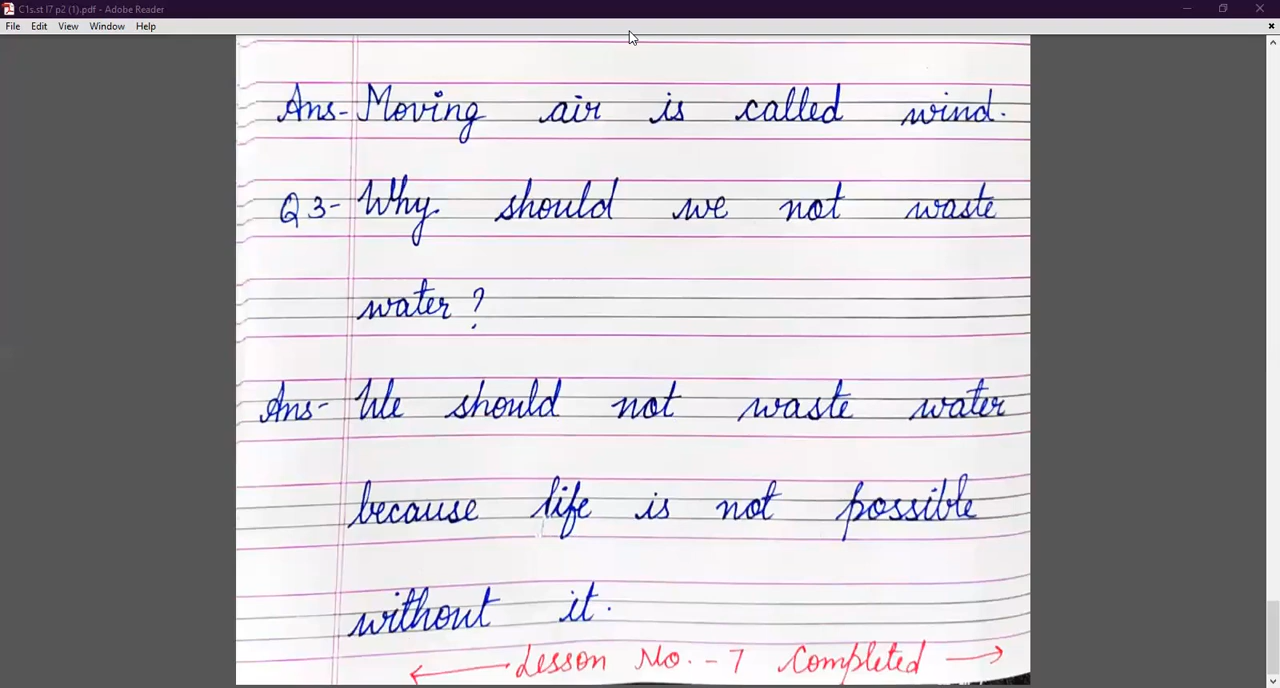 C1s.st l7 p2 (1).pdf - Adobe Reader
File Edit View Window Help
Ans- Moving air is called wind.
Q 3- Why should we not waste
water ?
Ans- We should not waste water
because life is not possible
without it.
Lesson No. - 7 Completed